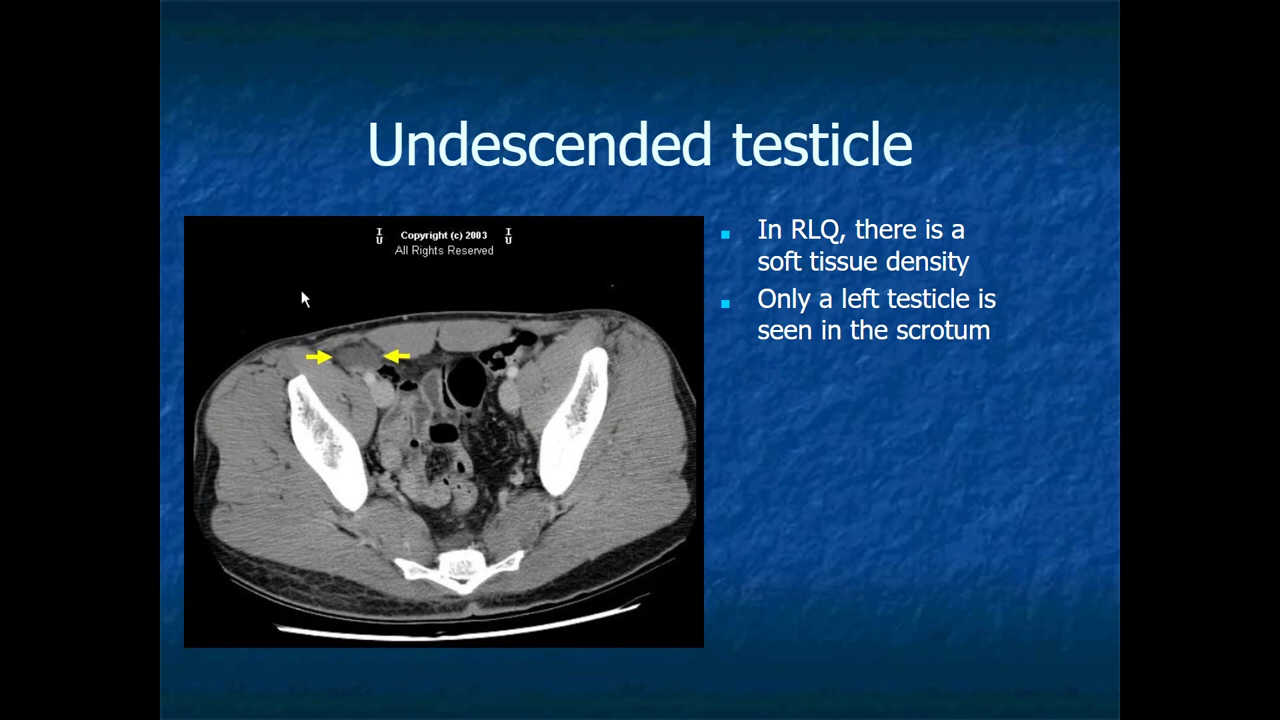 Undescended testicle
I U Copyright (c) 2003 I U
All Rights Reserved
In RLQ, there is a
soft tissue density
Only a left testicle is
seen in the scrotum